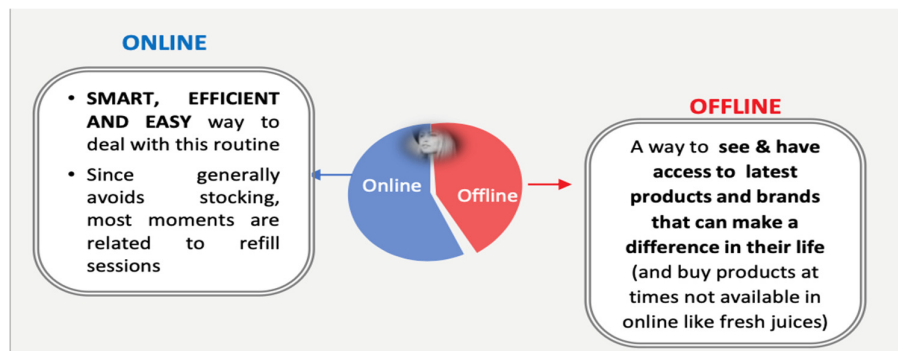 ONLINE
• SMART, EFFICIENT
AND EASY way to
deal with this routine
• Since generally
avoids stocking,
most moments are
related to refill
sessions
Online
Offline
OFFLINE
A way to see & have
access to latest
products and brands
that can make a
difference in their life
(and buy products at
times not available in
online like fresh juices)